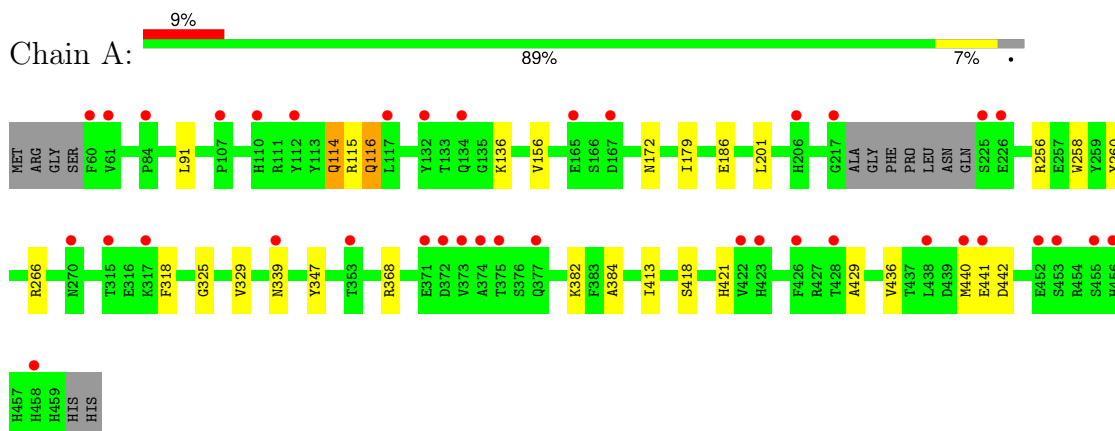 9%
Chain A:
89% 7% •
MET ARG GLY SER F60 V61 P84 L91 P107 H110 R111 Y112 Y113 Q114 R115 Q116 L117 Y132 T133 Q134 G135 K136 V156 E165 S166 D167 N172 I179 E186 L201 H206 G217 ALA GLY PHE PRO LEU ASN GLN S225 E226 R256 E257 W258 Y259
R266 N270 T315 E316 K317 F318 G325 V329 N339 Y347 T353 R368 E371 D372 V373 A374 T375 S376 Q377 K382 F383 A384 I413 S418 H421 V422 H423 F426 R427 T428 A429 V436 T437 L438 D439 M440 E441 D442 E452 S453 R454 S455 H456
H457 H458 H459 HIS HIS